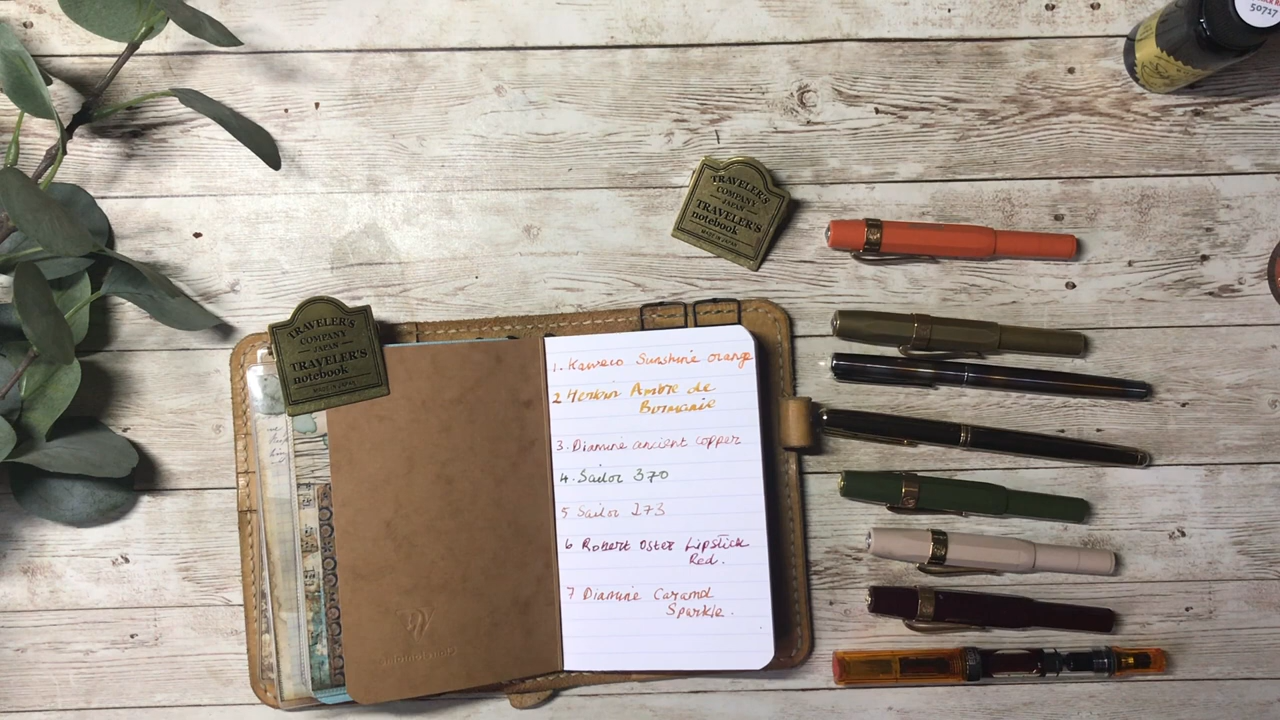 50717
TRAVELER'S
COMPANY
JAPAN
TRAVELER'S
notebook
MADE IN JAPAN
TRAVELER'S
COMPANY
JAPAN
TRAVELER'S
notebook
MADE IN JAPAN
1. Kaweco Sunshine orange
2 Herbin Ambre de
Birmanie
3. Diamine ancient copper
4. Sailor 370
5 Sailor 273
6 Robert Oster Lipstick
Red.
7 Diamine Caramel
Sparkle.